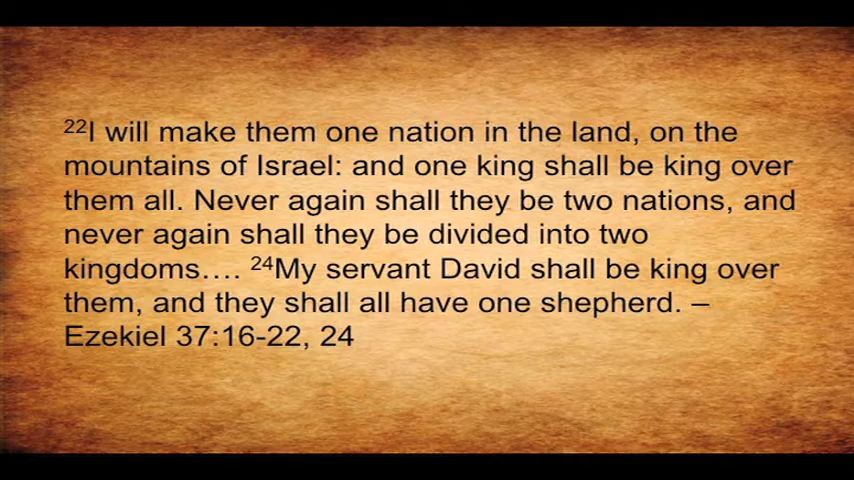 ²²I will make them one nation in the land, on the
mountains of Israel: and one king shall be king over
them all. Never again shall they be two nations, and
never again shall they be divided into two
kingdoms…. ²⁴My servant David shall be king over
them, and they shall all have one shepherd. –
Ezekiel 37:16-22, 24